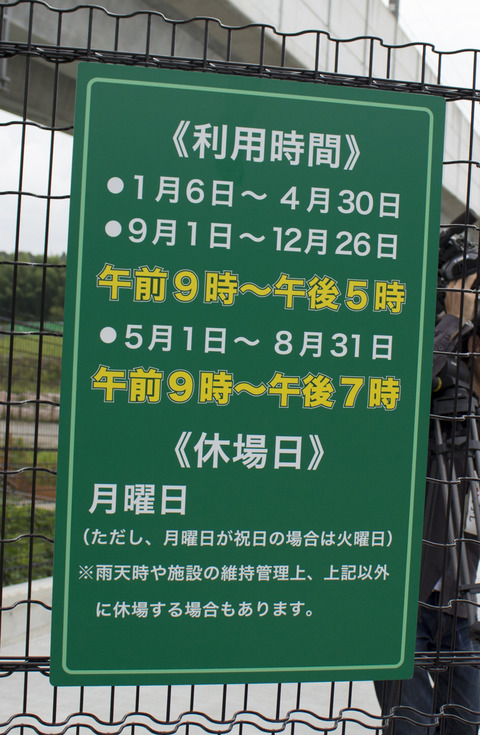 《利用時間》
●1月6日～ 4月30日
●9月1日～12月26日
午前9時～午後5時
●5月1日～ 8月31日
午前9時～午後7時
《休場日》
月曜日
（ただし、月曜日が祝日の場合は火曜日）
※雨天時や施設の維持管理上、上記以外
に休場する場合もあります。